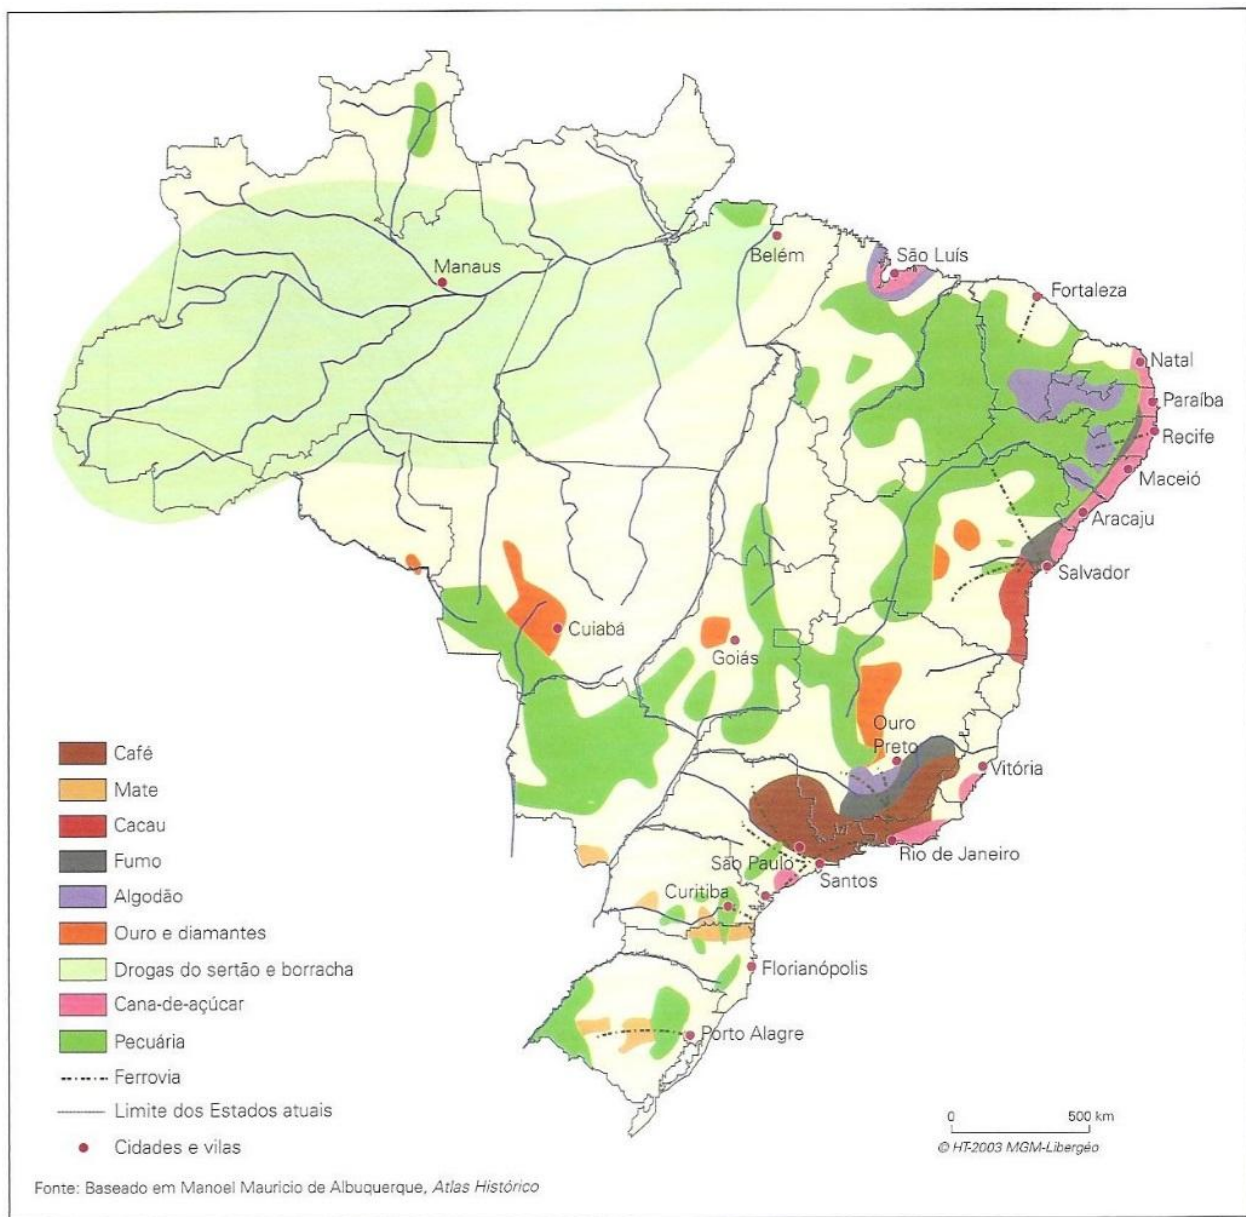 Manaus
Belém
São Luís
Fortaleza
Natal
Paraíba
Recife
Maceió
Aracaju
Salvador
Cuiabá
Goiás
Ouro
Preto
Vitória
Rio de Janeiro
São Paulo
Santos
Curitiba
Florianópolis
Porto Alagre
Café
Mate
Cacau
Fumo
Algodão
Ouro e diamantes
Drogas do sertão e borracha
Cana-de-açúcar
Pecuária
Ferrovia
Limite dos Estados atuais
Cidades e vilas
0 500 km
© HT-2003 MGM-Libergéo
Fonte: Baseado em Manoel Mauricio de Albuquerque, Atlas Histórico